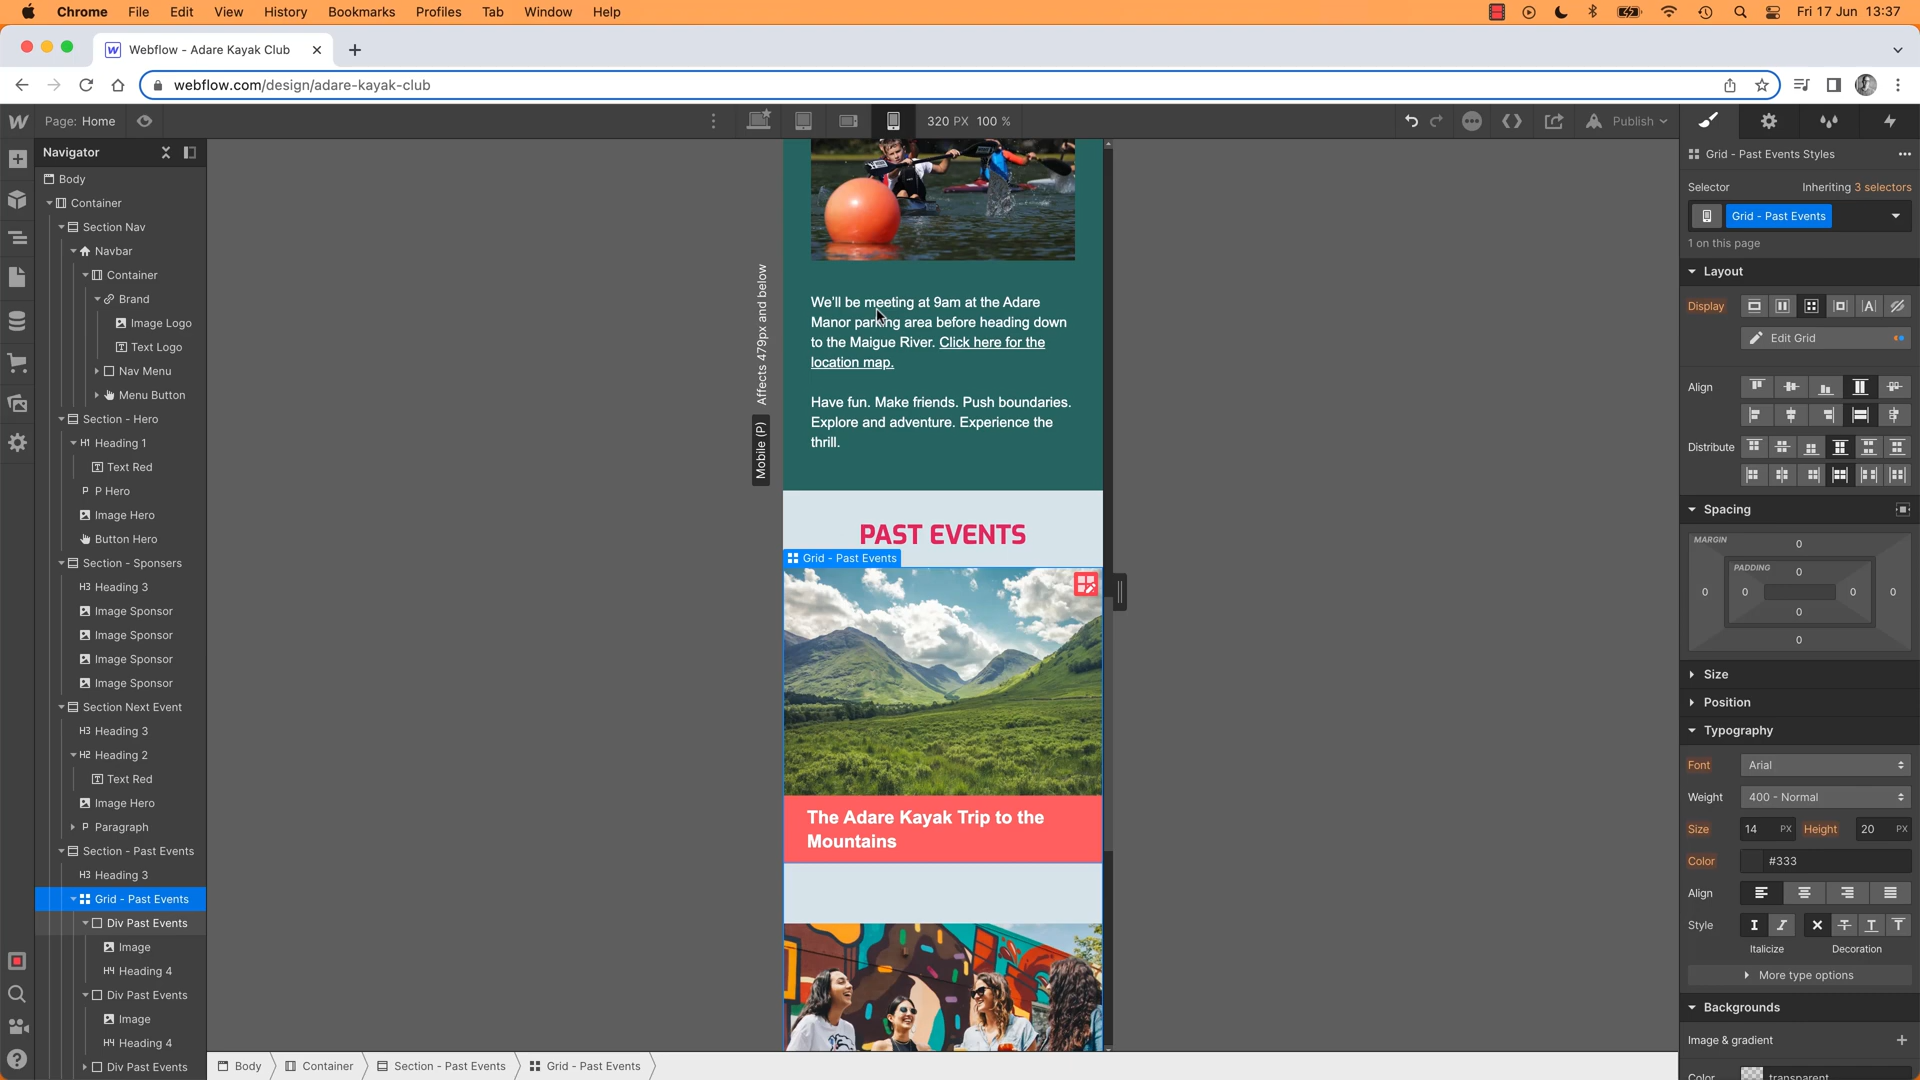 Chrome File Edit View History Bookmarks Profiles Tab Window Help
Fri 17 Jun 13:37
Webflow - Adare Kayak Club
webflow.com/design/adare-kayak-club
Page: Home
320 PX 100 %
Publish
Navigator
Body
Container
Section Nav
Navbar
Container
Brand
Image Logo
Text Logo
Nav Menu
Menu Button
Section - Hero
H1 Heading 1
Text Red
P P Hero
Image Hero
Button Hero
Section - Sponsers
H3 Heading 3
Image Sponsor
Image Sponsor
Image Sponsor
Image Sponsor
Section Next Event
H3 Heading 3
H2 Heading 2
Text Red
Image Hero
P Paragraph
Section - Past Events
H3 Heading 3
Grid - Past Events
Div Past Events
Image
H4 Heading 4
Div Past Events
Image
H4 Heading 4
Div Past Events
Affects 479px and below
Mobile (P)
We'll be meeting at 9am at the Adare
Manor parking area before heading down
to the Maigue River. Click here for the
location map.
Have fun. Make friends. Push boundaries.
Explore and adventure. Experience the
thrill.
PAST EVENTS
Grid - Past Events
The Adare Kayak Trip to the
Mountains
Body Container Section - Past Events Grid - Past Events
Grid - Past Events Styles
Selector Inheriting 3 selectors
Grid - Past Events
1 on this page
Layout
Display
Edit Grid
Align
Distribute
Spacing
MARGIN
0
PADDING
0
0 0 0 0
0
0
Size
Position
Typography
Font Arial
Weight 400 - Normal
Size 14 PX Height 20 PX
Color #333
Align
Style
Italicize Decoration
More type options
Backgrounds
Image & gradient
Color transparent